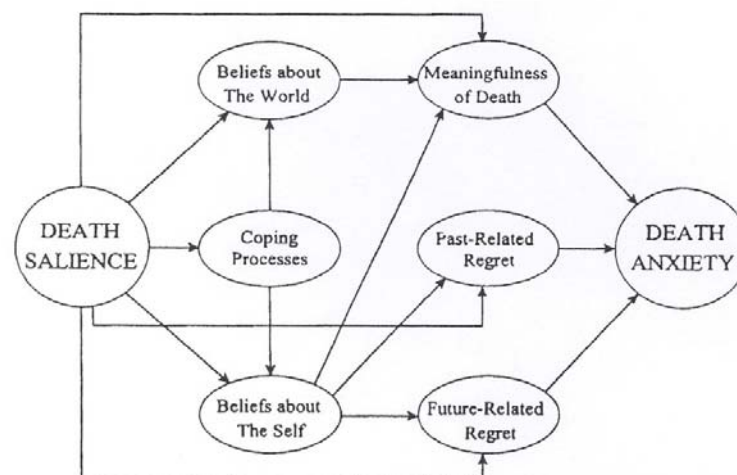 Beliefs about
The World
Meaningfulness
of Death
DEATH
SALIENCE
Coping
Processes
Past-Related
Regret
DEATH
ANXIETY
Beliefs about
The Self
Future-Related
Regret